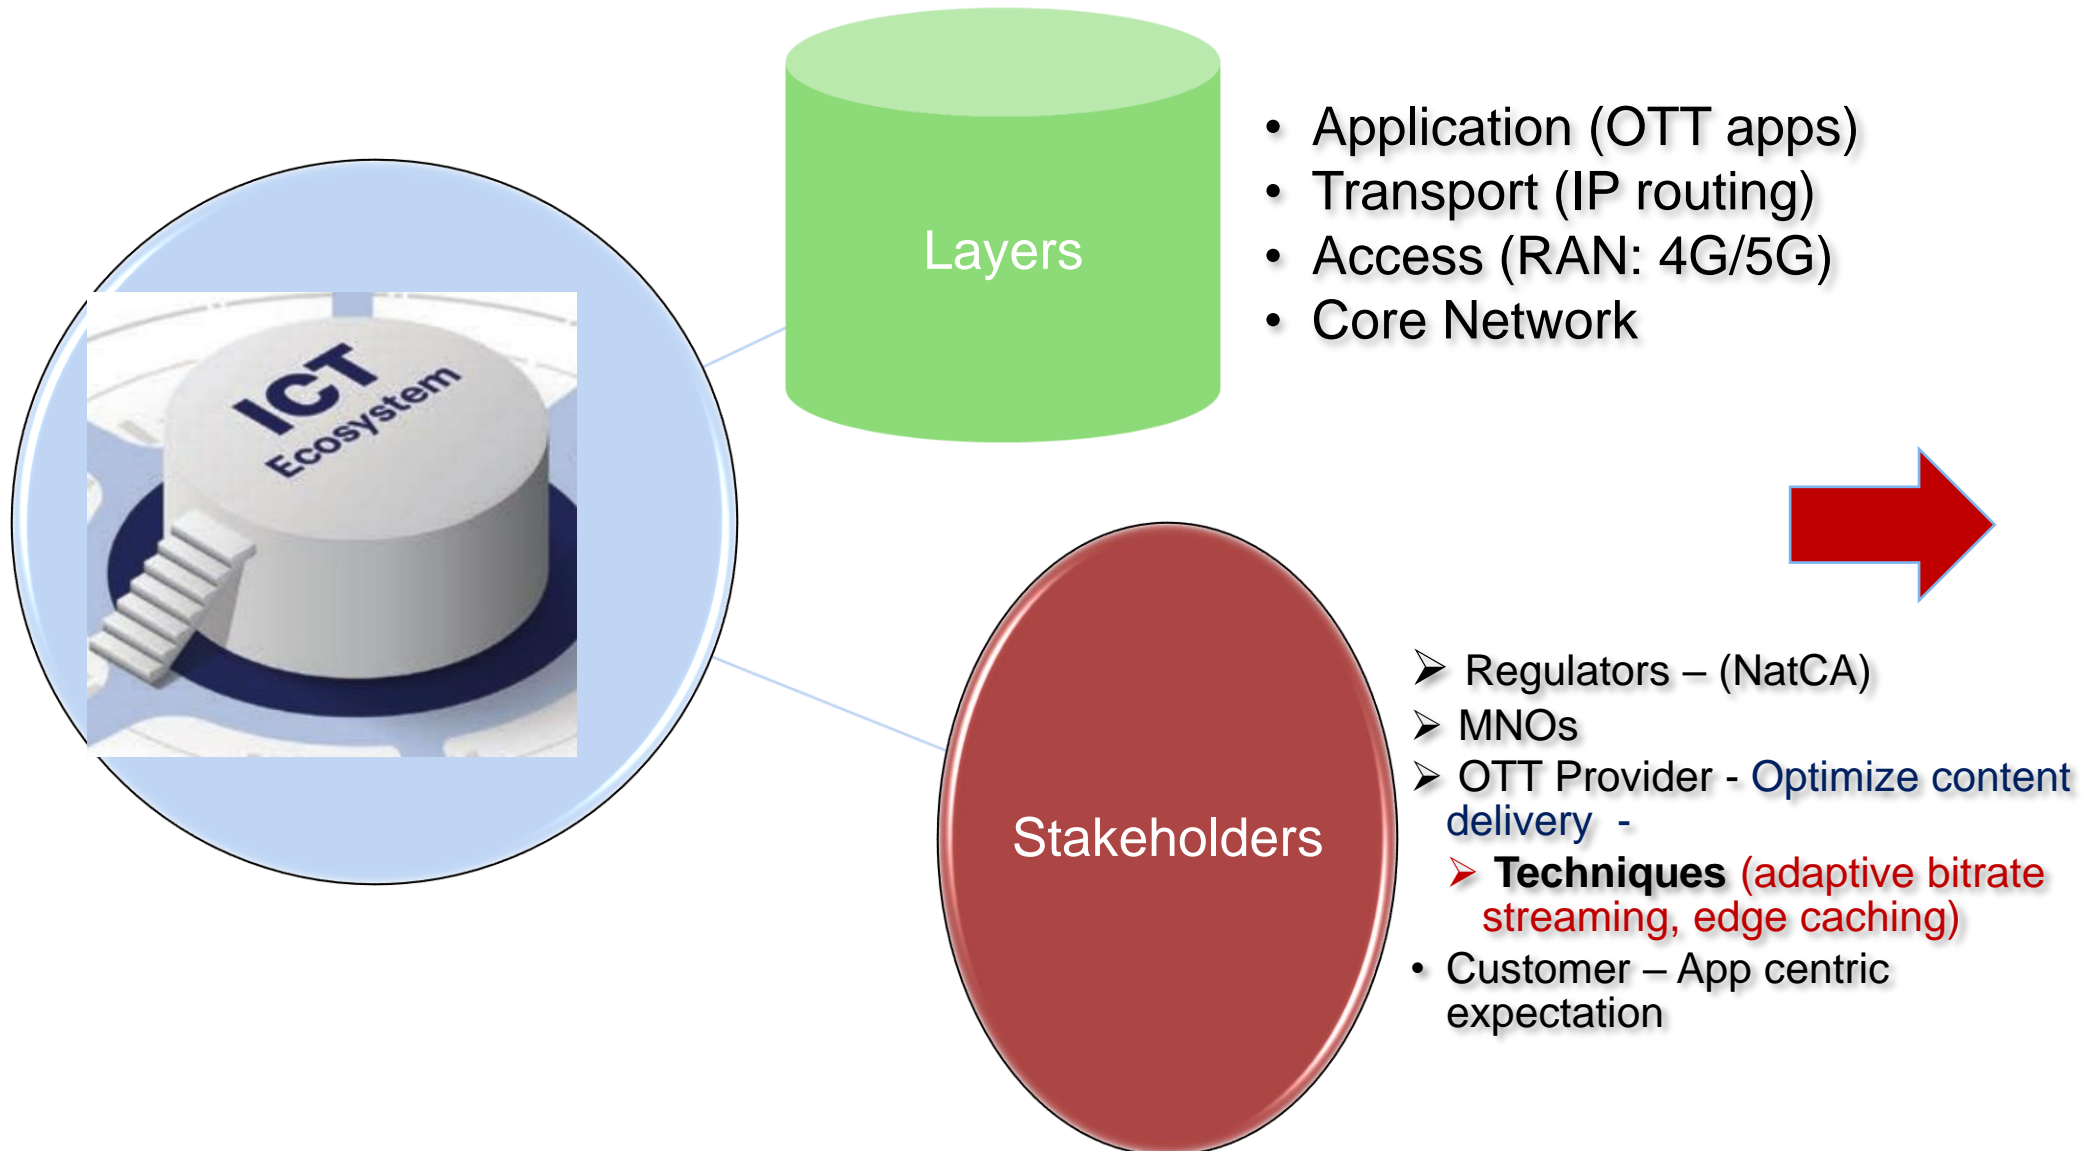 ICT
Ecosystem
Layers
• Application (OTT apps)
• Transport (IP routing)
• Access (RAN: 4G/5G)
• Core Network
Stakeholders
➢ Regulators – (NatCA)
➢ MNOs
➢ OTT Provider - Optimize content
delivery -
➢ Techniques (adaptive bitrate
streaming, edge caching)
• Customer – App centric
expectation